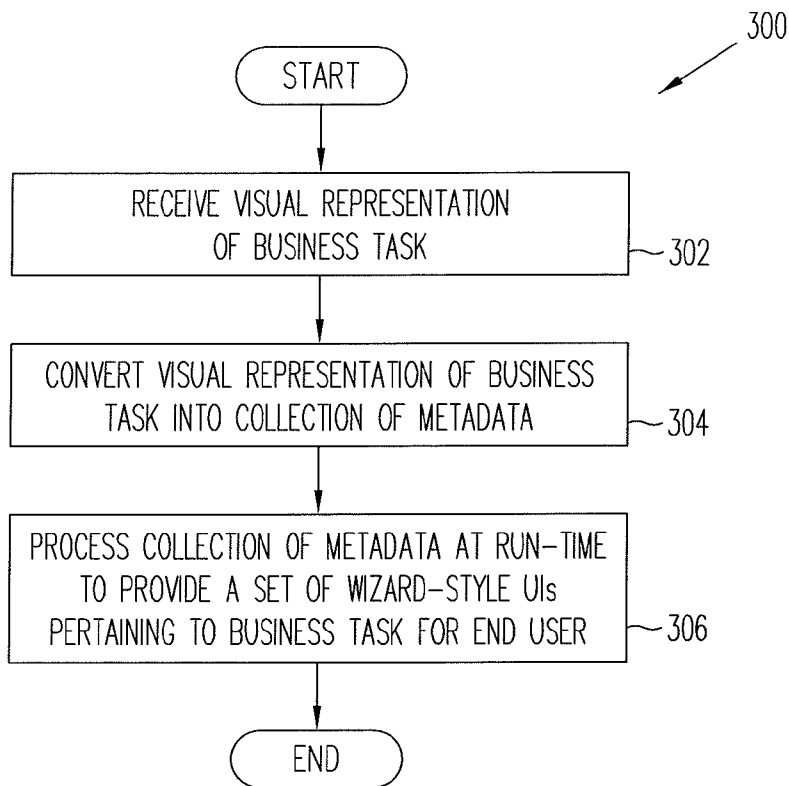 300
START
RECEIVE VISUAL REPRESENTATION
OF BUSINESS TASK
302
CONVERT VISUAL REPRESENTATION OF BUSINESS
TASK INTO COLLECTION OF METADATA
304
PROCESS COLLECTION OF METADATA AT RUN-TIME
TO PROVIDE A SET OF WIZARD-STYLE UIs
PERTAINING TO BUSINESS TASK FOR END USER
306
END